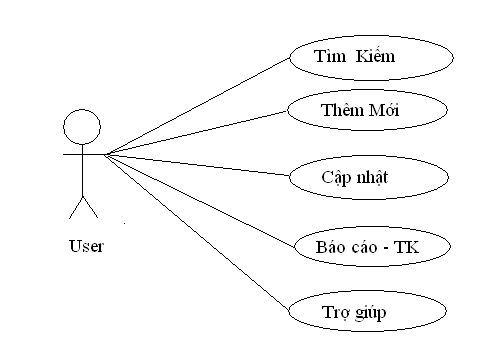 Tìm Kiếm
Thêm Mới
Cập nhật
User
Báo cáo - TK
Trợ giúp